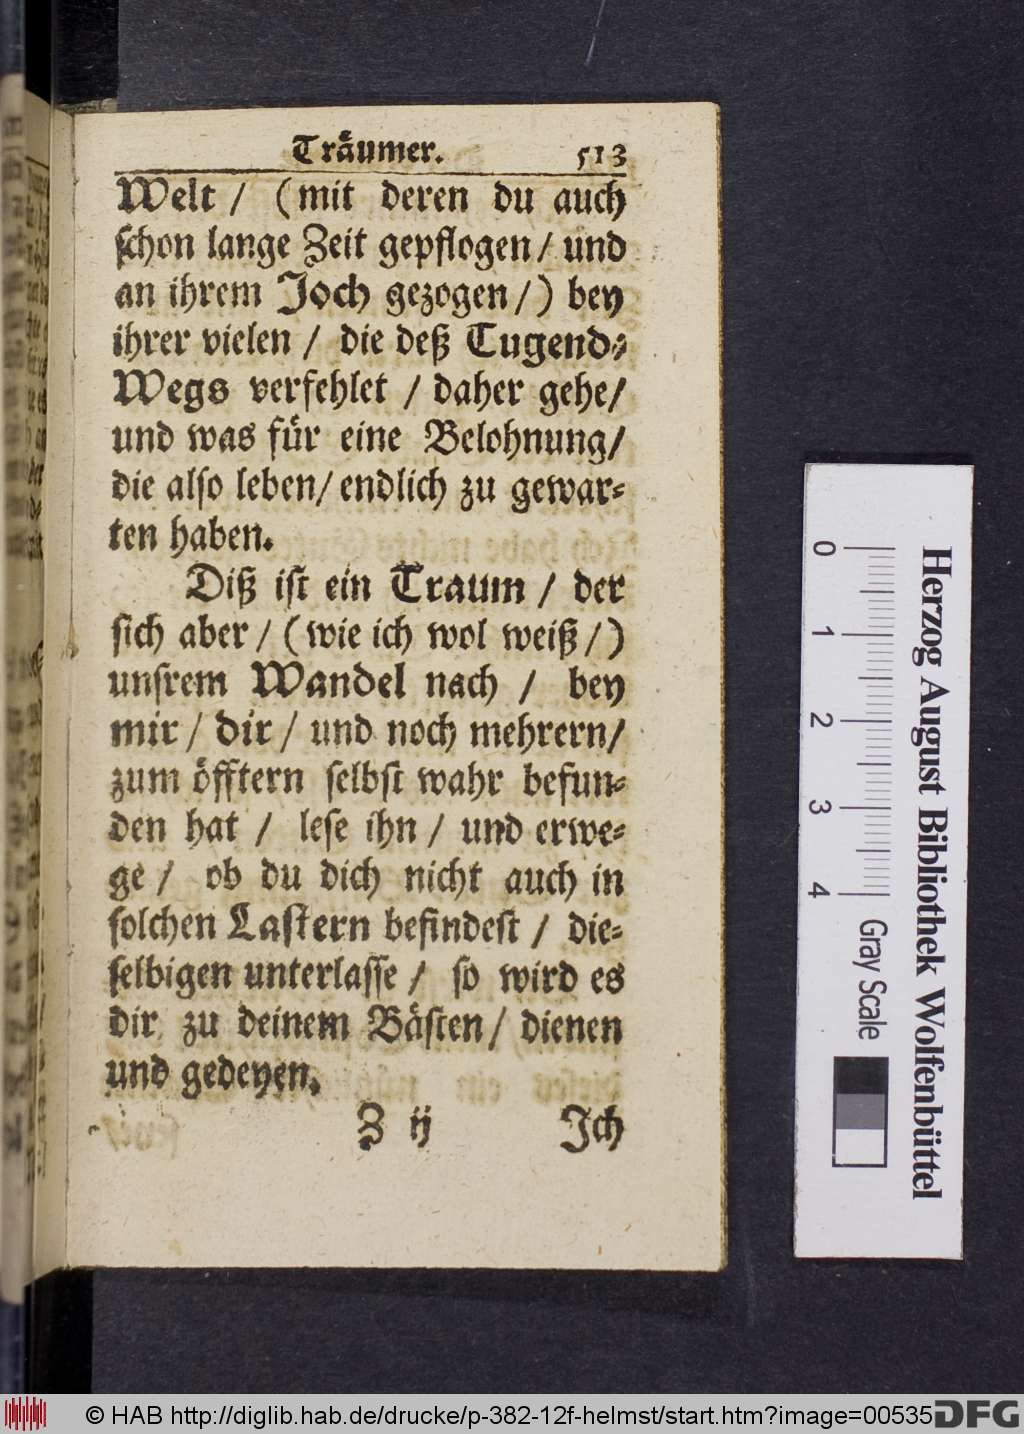 Träumer. 513
Welt / (mit deren du auch
schon lange Zeit gepflogen / und
an ihrem Joch gezogen /) bey
ihrer vielen / die deß Tugend-
Wegs verfehlet / daher gehe /
und was für eine Belohnung /
die also leben / endlich zu gewar-
ten haben.
Diß ist ein Traum / der
sich aber / (wie ich wol weiß /)
unsrem Wandel nach / bey
mir / dir / und noch mehrern /
zum öfftern selbst wahr befun-
den hat / lese ihn / und erwe-
ge / ob du dich nicht auch in
solchen Lastern befindest / die-
selbigen unterlasse / so wird es
dir zu deinem Bästen / dienen
und gedeyen.
Z ij Ich
0 1 2 3 4
Gray Scale
Herzog August Bibliothek Wolfenbüttel
© HAB http://diglib.hab.de/drucke/p-382-12f-helmst/start.htm?image=00535
DFG